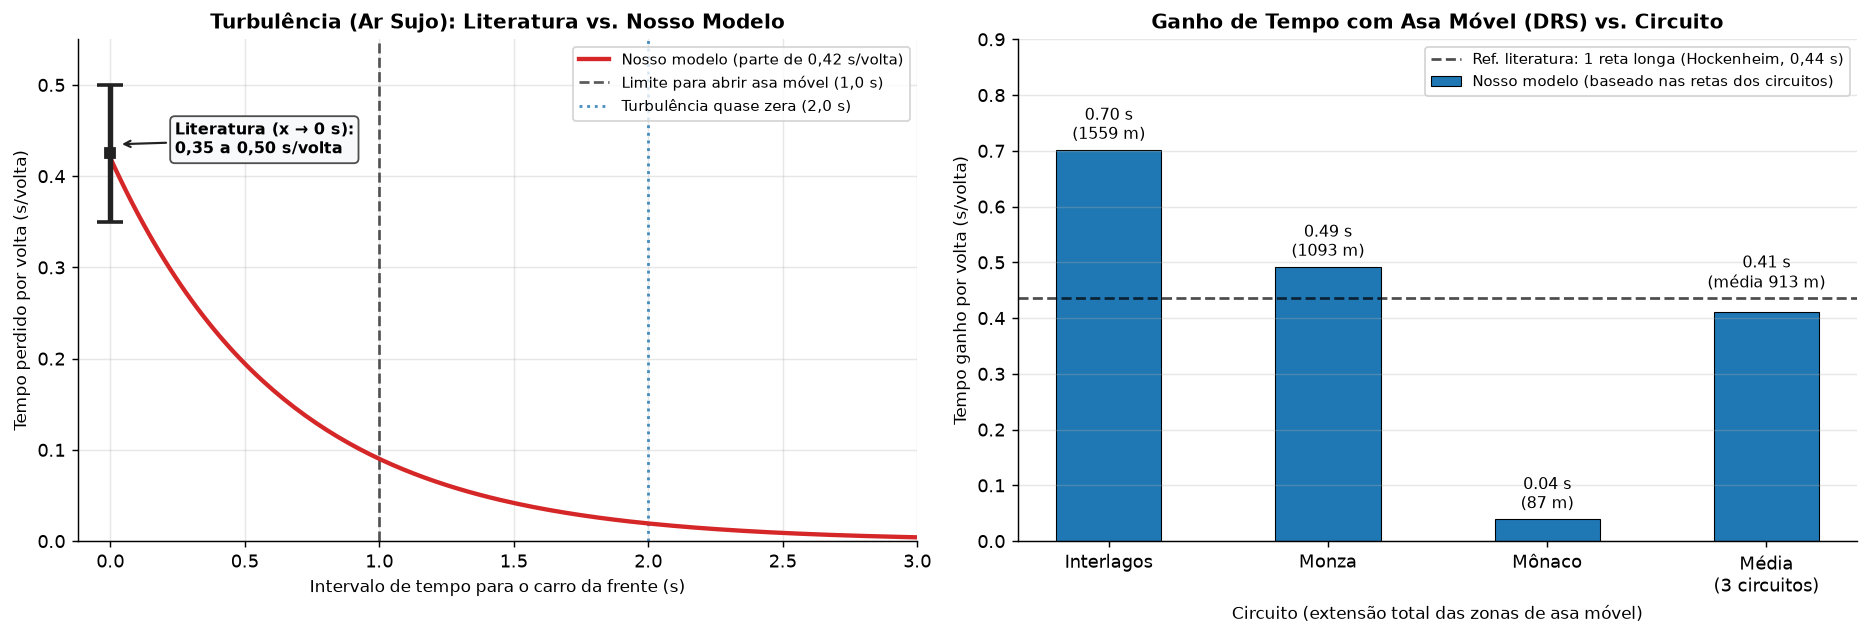 Turbulência (Ar Sujo): Literatura vs. Nosso Modelo
Nosso modelo (parte de 0,42 s/volta)
Limite para abrir asa móvel (1,0 s)
Turbulência quase zera (2,0 s)
Literatura (x → 0 s):
0,35 a 0,50 s/volta
Tempo perdido por volta (s/volta)
0.5
0.4
0.3
0.2
0.1
0.0
0.0 0.5 1.0 1.5 2.0 2.5 3.0
Intervalo de tempo para o carro da frente (s)
Ganho de Tempo com Asa Móvel (DRS) vs. Circuito
Ref. literatura: 1 reta longa (Hockenheim, 0,44 s)
Nosso modelo (baseado nas retas dos circuitos)
Tempo ganho por volta (s/volta)
0.9
0.8
0.7
0.6
0.5
0.4
0.3
0.2
0.1
0.0
0.70 s
(1559 m)
0.49 s
(1093 m)
0.04 s
(87 m)
0.41 s
(média 913 m)
Interlagos Monza Mônaco Média
(3 circuitos)
Circuito (extensão total das zonas de asa móvel)